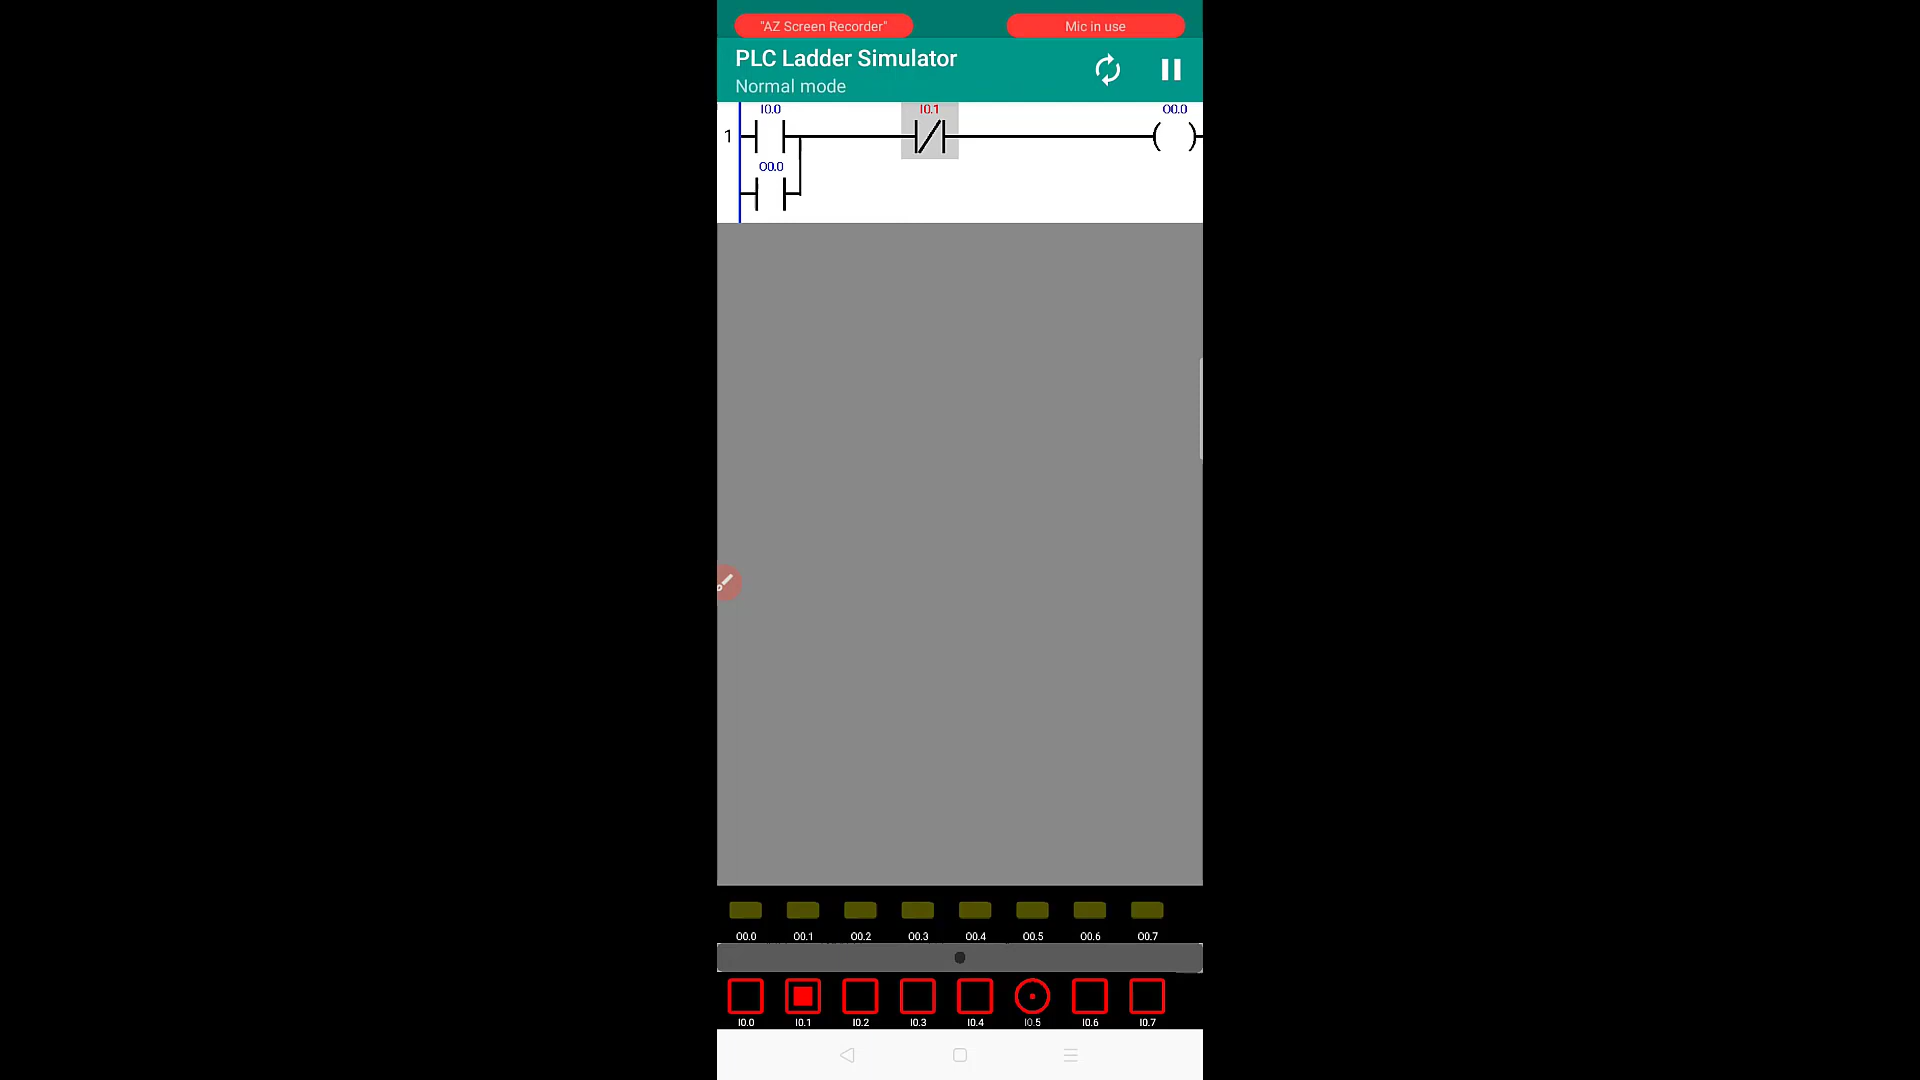 "AZ Screen Recorder"
Mic in use
PLC Ladder Simulator
Normal mode
I0.0
I0.1
O0.0
1
O0.0
O0.0 O0.1 O0.2 O0.3 O0.4 O0.5 O0.6 O0.7
I0.0 I0.1 I0.2 I0.3 I0.4 I0.5 I0.6 I0.7